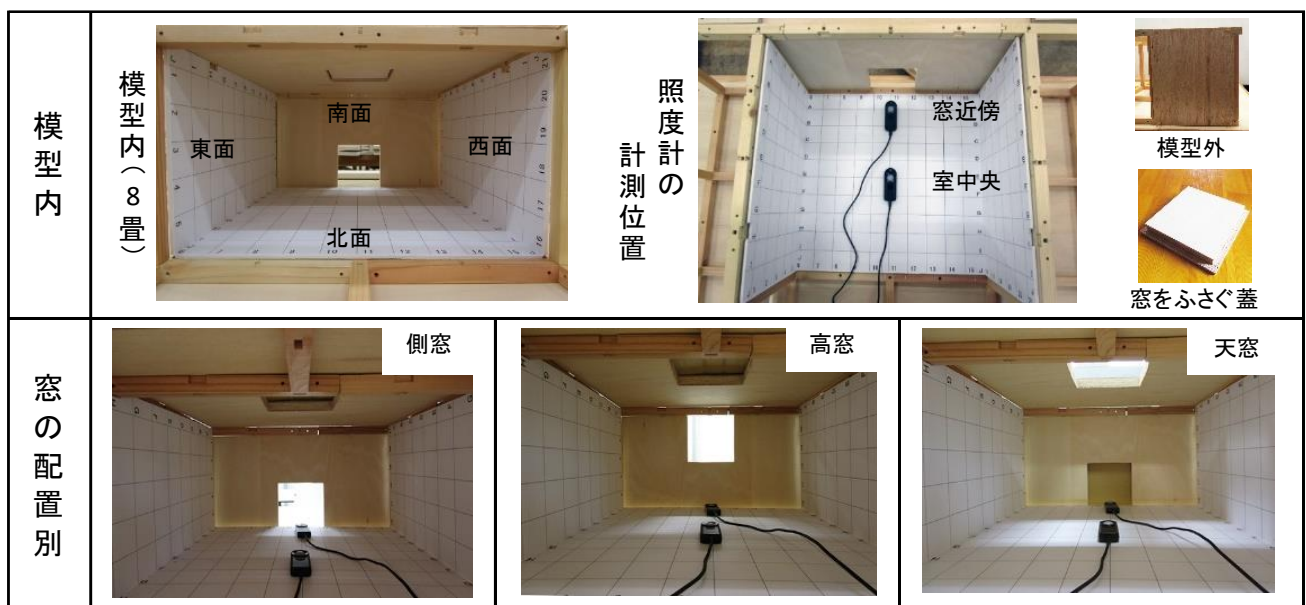 模型内
模型内(8畳)
南面
東面
西面
北面
照度計の
計測位置
窓近傍
室中央
模型外
窓をふさぐ蓋
窓の配置別
側窓
高窓
天窓